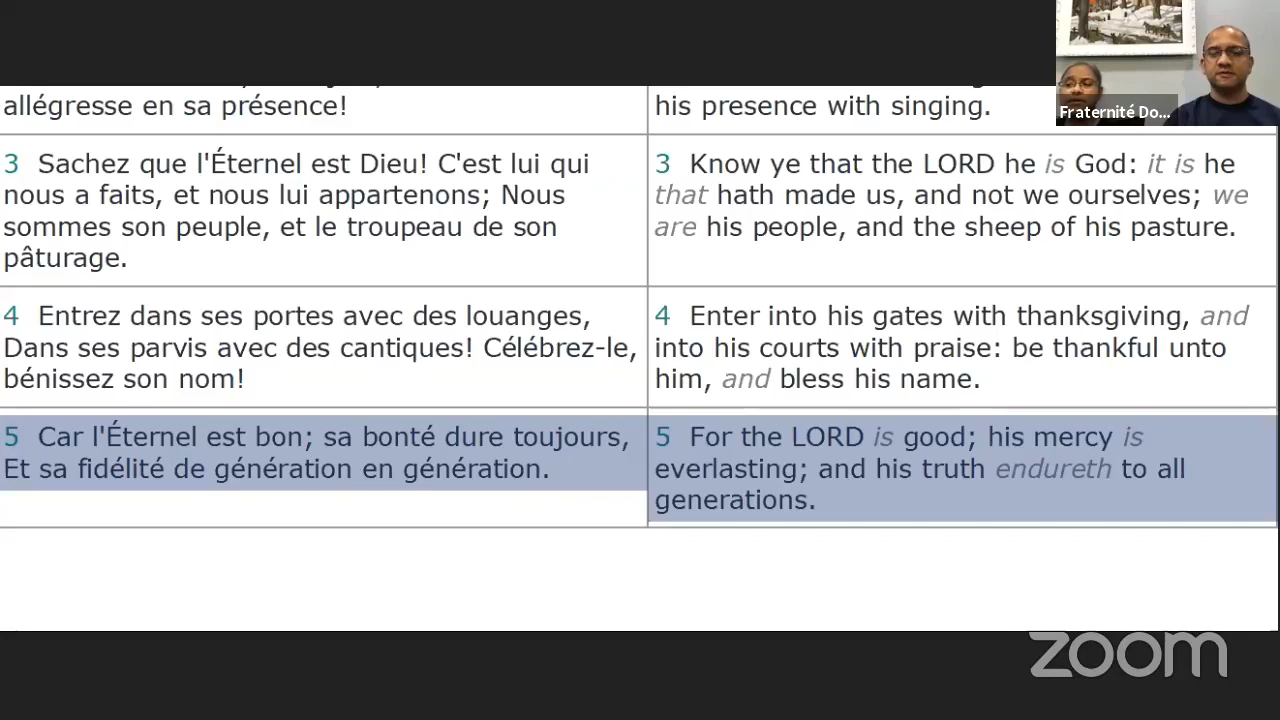 allégresse en sa présence!
3 Sachez que l'Éternel est Dieu! C'est lui qui
nous a faits, et nous lui appartenons; Nous
sommes son peuple, et le troupeau de son
pâturage.
4 Entrez dans ses portes avec des louanges,
Dans ses parvis avec des cantiques! Célébrez-le,
bénissez son nom!
5 Car l'Éternel est bon; sa bonté dure toujours,
Et sa fidélité de génération en génération.
his presence with singing.
3 Know ye that the LORD he is God: it is he
that hath made us, and not we ourselves; we
are his people, and the sheep of his pasture.
4 Enter into his gates with thanksgiving, and
into his courts with praise: be thankful unto
him, and bless his name.
5 For the LORD is good; his mercy is
everlasting; and his truth endureth to all
generations.
Fraternité Do...
zoom